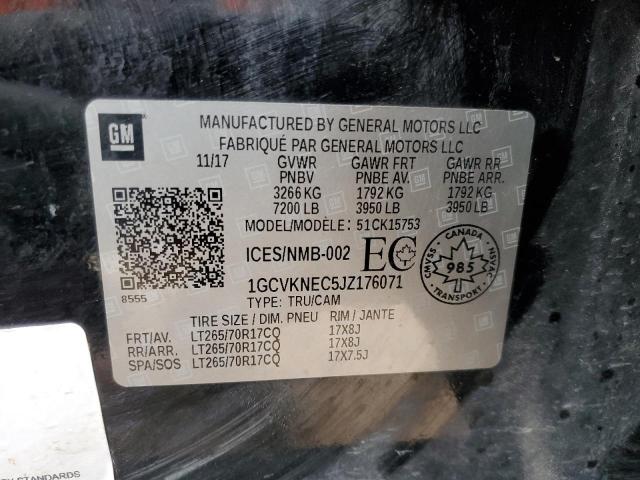 GM
MANUFACTURED BY GENERAL MOTORS LLC
FABRIQUÉ PAR GENERAL MOTORS LLC
11/17 GVWR GAWR FRT GAWR RR
PNBV PNBE AV. PNBE ARR.
3266 KG 1792 KG 1792 KG
7200 LB 3950 LB 3950 LB
MODEL/MODÈLE: 51CK15753
ICES/NMB-002 EC
CANADA
CMVSS 985 NSVAC
TRANSPORT
8555
1GCVKNEC5JZ176071
TYPE: TRU/CAM
TIRE SIZE / DIM. PNEU RIM / JANTE
FRT/AV. LT265/70R17CQ 17X8J
RR/ARR. LT265/70R17CQ 17X8J
SPA/SOS LT265/70R17CQ 17X7.5J
STANDARDS